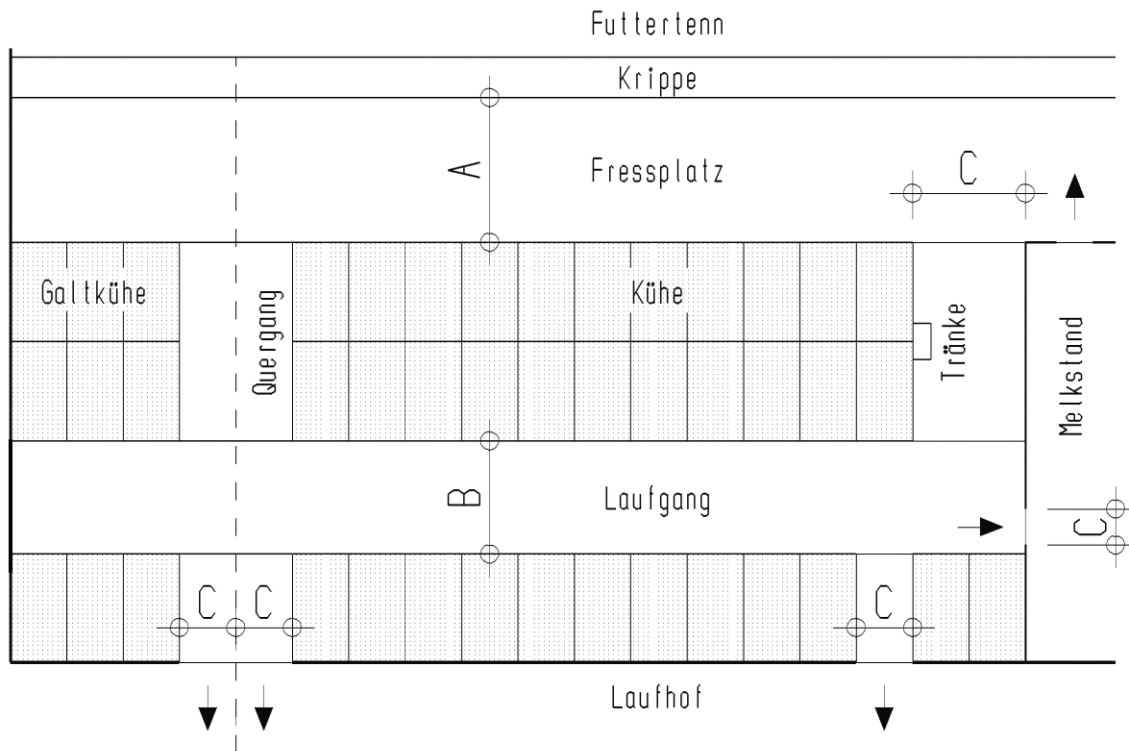 Futtertenn
Krippe
A
Fressplatz
C
Galtkühe
Quergang
Kühe
Tränke
Melkstand
B
Laufgang
C
C
C
C
Laufhof